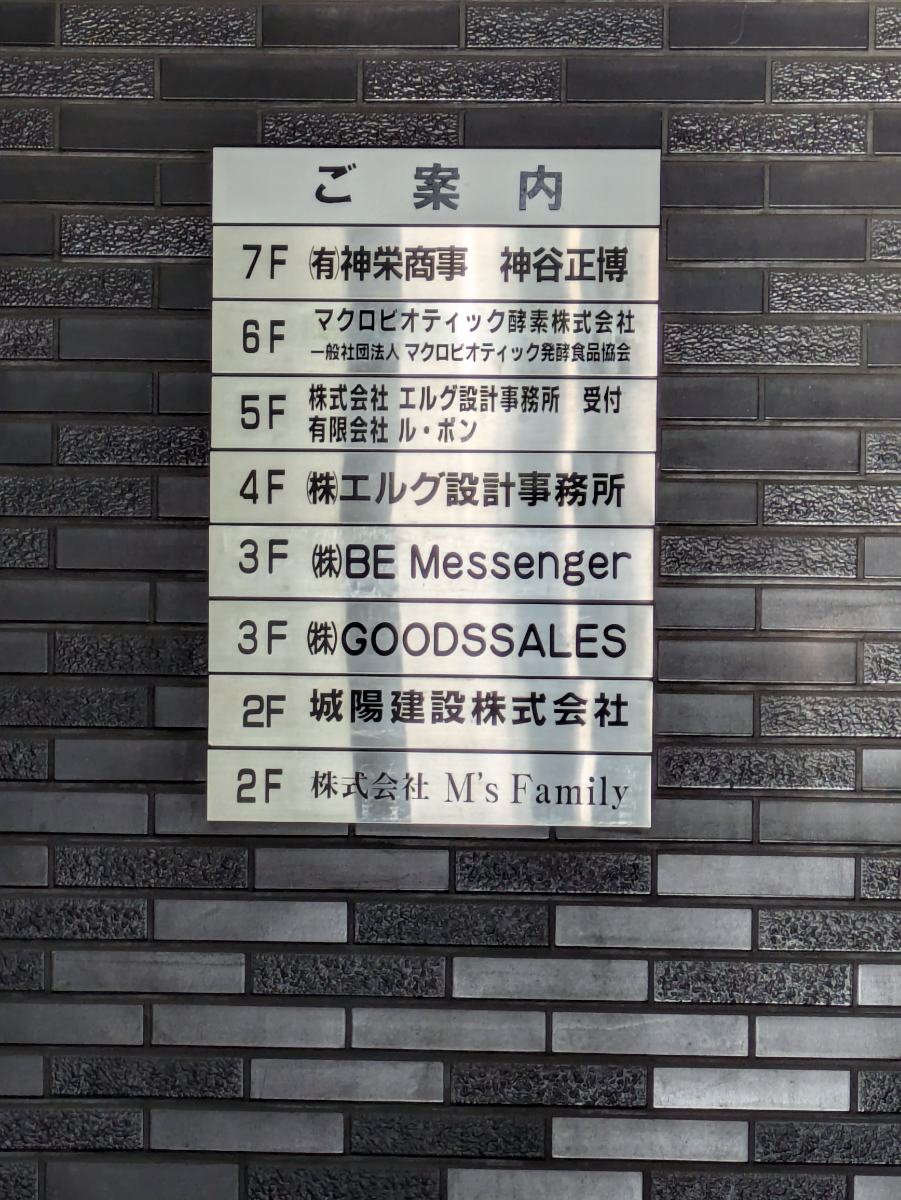 ご案内
7F ㈲神栄商事 神谷正博
6F マクロビオティック酵素株式会社
一般社団法人 マクロビオティック発酵食品協会
5F 株式会社 エルグ設計事務所 受付
有限会社 ル・ポン
4F ㈱エルグ設計事務所
3F ㈱BE Messenger
3F ㈱GOODSSALES
2F 城陽建設株式会社
2F 株式会社 M's Family